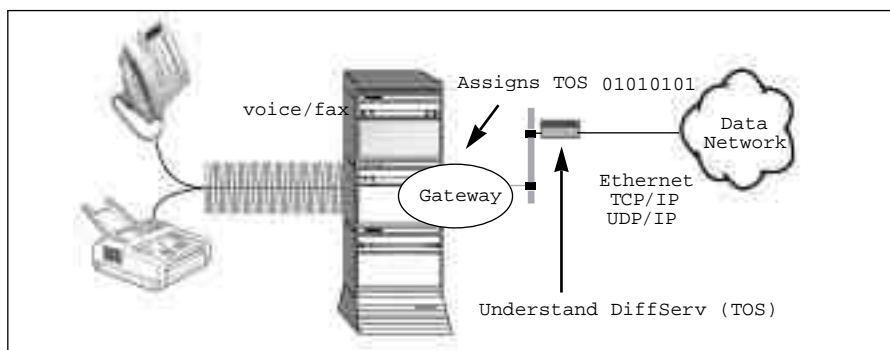 Assigns TOS 01010101
voice/fax
Data
Network
Gateway
Ethernet
TCP/IP
UDP/IP
Understand DiffServ (TOS)